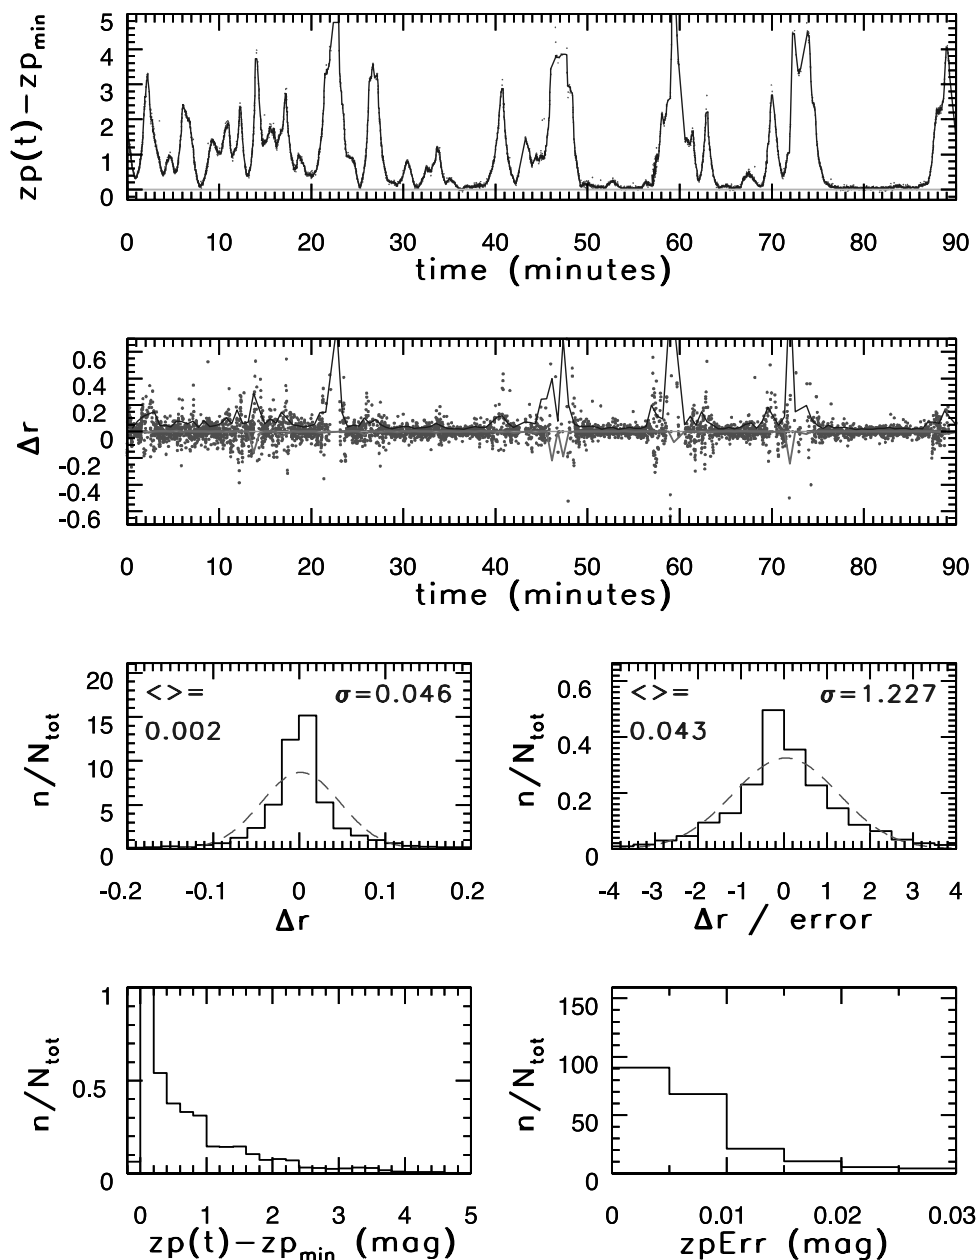 5
4
3
2
1
0
zp(t)−zp_min
0 10 20 30 40 50 60 70 80 90
time (minutes)
0.6
0.4
0.2
0
-0.2
-0.4
-0.6
Δr
0 10 20 30 40 50 60 70 80 90
time (minutes)
20
15
10
5
0
n/N_tot
<>=
0.002
σ=0.046
-0.2 -0.1 0 0.1 0.2
Δr
0.6
0.4
0.2
0
n/N_tot
<>=
0.043
σ=1.227
-4 -3 -2 -1 0 1 2 3 4
Δr / error
1
0.5
0
n/N_tot
0 1 2 3 4 5
zp(t)−zp_min (mag)
150
100
50
0
n/N_tot
0 0.01 0.02 0.03
zpErr (mag)